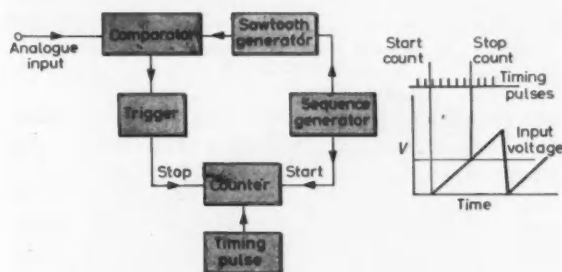 Analogue
input
Comparator
Sawtooth
generator
Trigger
Sequence
generator
Stop
Start
Counter
Timing
pulse
Start
count
Stop
count
Timing
pulses
Input
voltage
V
Time